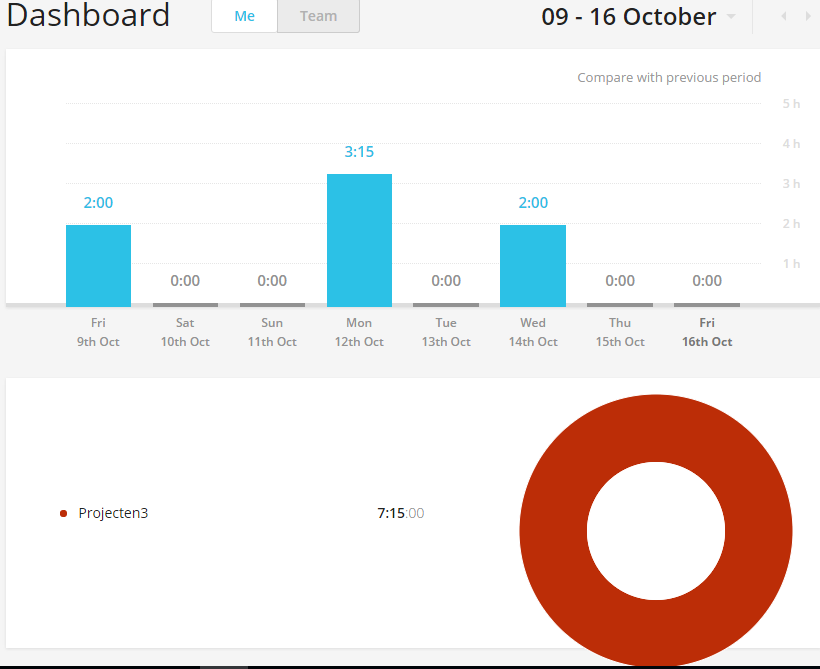 Dashboard
Me
Team
09 - 16 October
Compare with previous period
5 h
4 h
3 h
2 h
1 h
2:00
0:00
0:00
3:15
0:00
2:00
0:00
0:00
Fri
9th Oct
Sat
10th Oct
Sun
11th Oct
Mon
12th Oct
Tue
13th Oct
Wed
14th Oct
Thu
15th Oct
Fri
16th Oct
Projecten3
7:15:00